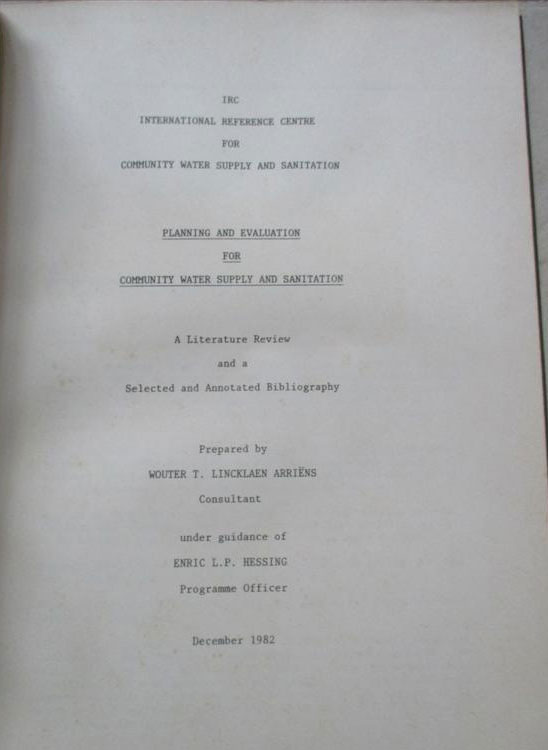 IRC
INTERNATIONAL REFERENCE CENTRE
FOR
COMMUNITY WATER SUPPLY AND SANITATION
PLANNING AND EVALUATION
FOR
COMMUNITY WATER SUPPLY AND SANITATION
A Literature Review
and a
Selected and Annotated Bibliography
Prepared by
WOUTER T. LINCKLAEN ARRIËNS
Consultant
under guidance of
ENRIC L.P. HESSING
Programme Officer
December 1982